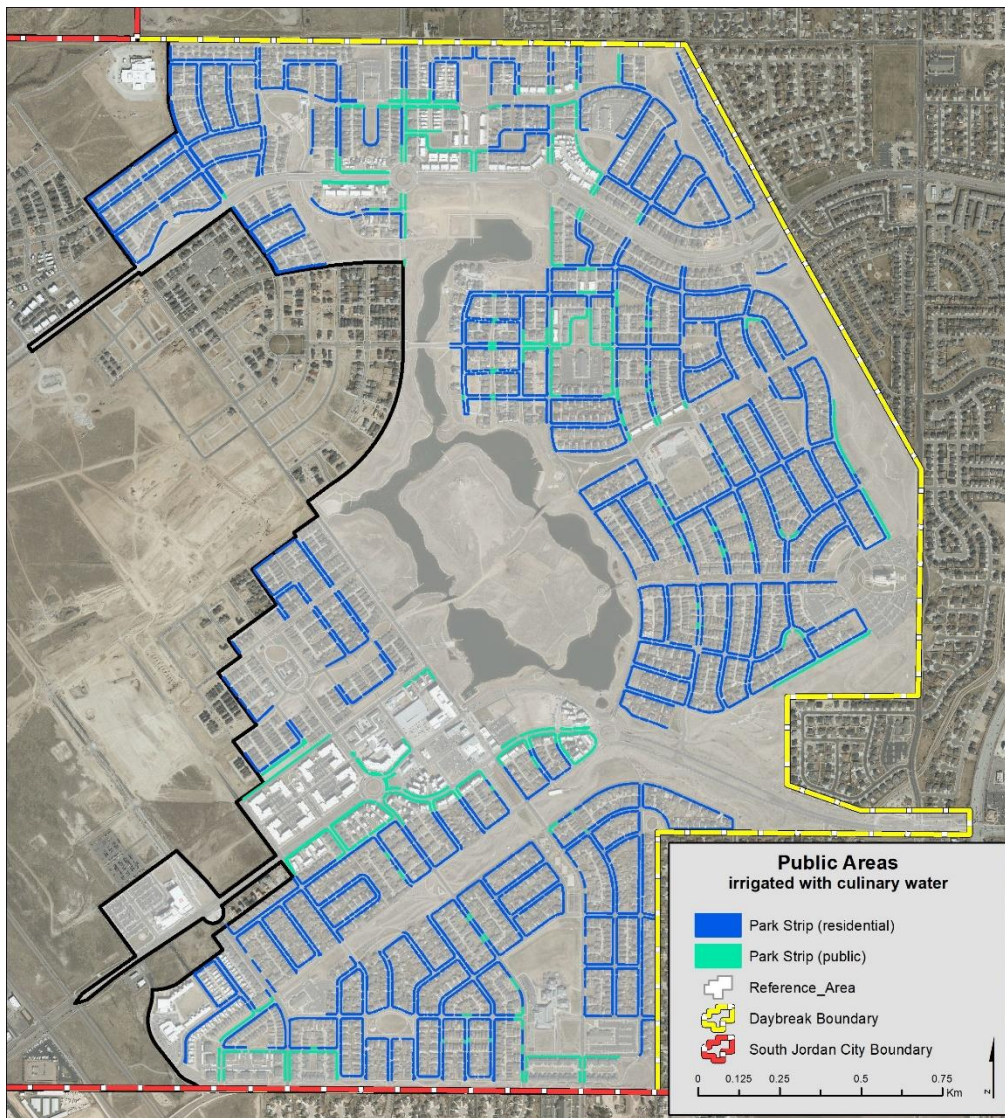 Public Areas
irrigated with culinary water
Park Strip (residential)
Park Strip (public)
Reference_Area
Daybreak Boundary
South Jordan City Boundary
0 0.125 0.25 0.5 0.75
Km
N